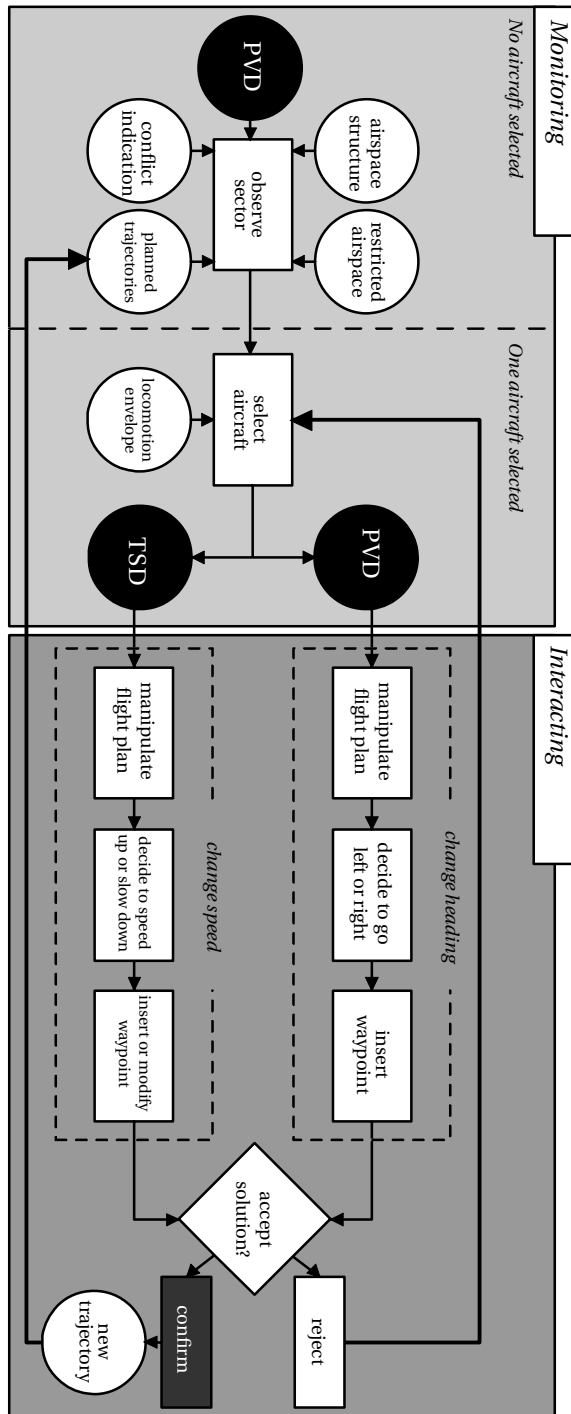 Monitoring
No aircraft selected
PVD
airspace
structure
restricted
airspace
observe
sector
conflict
indication
planned
trajectories
One aircraft selected
select
aircraft
locomotion
envelope
PVD
TSD
Interacting
change heading
manipulate
flight plan
decide to go
left or right
insert
waypoint
change speed
manipulate
flight plan
decide to speed
up or slow down
insert or modify
waypoint
accept
solution?
reject
confirm
new
trajectory